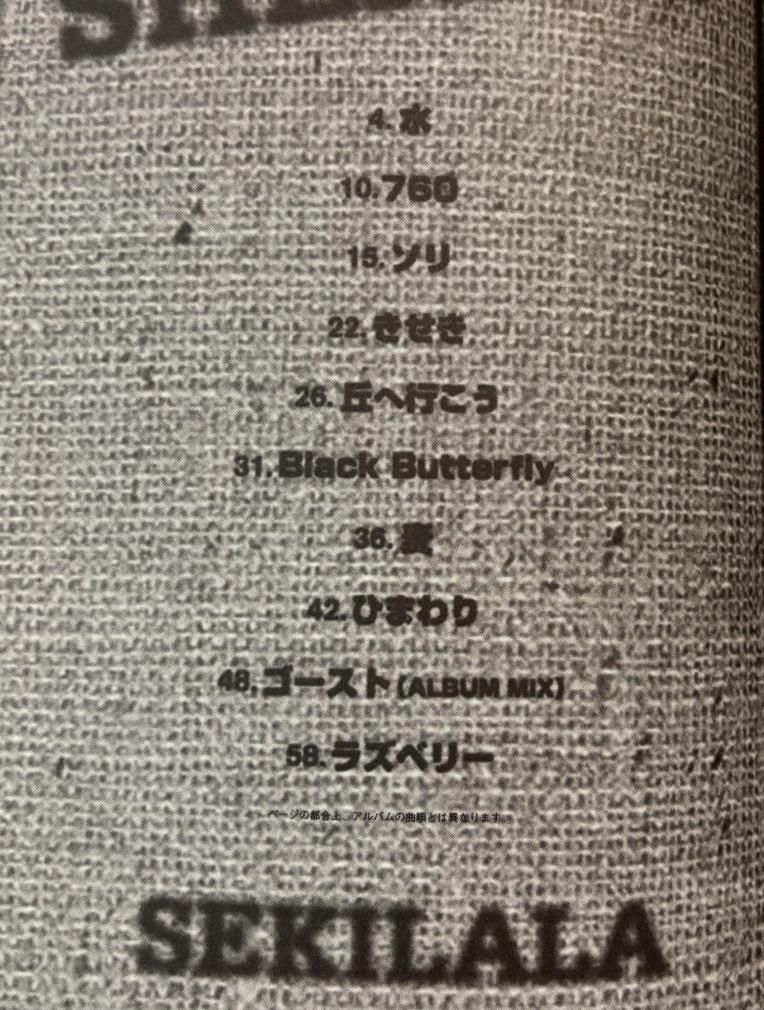 4. 水
10. 760
15. ソリ
22. きせき
26. 丘へ行こう
31. Black Butterfly
36.
42. ひまわり
48. ゴースト (ALBUM MIX)
58. ラズベリー
ページの都合上、アルバムの曲順とは異なります。
SEKILALA